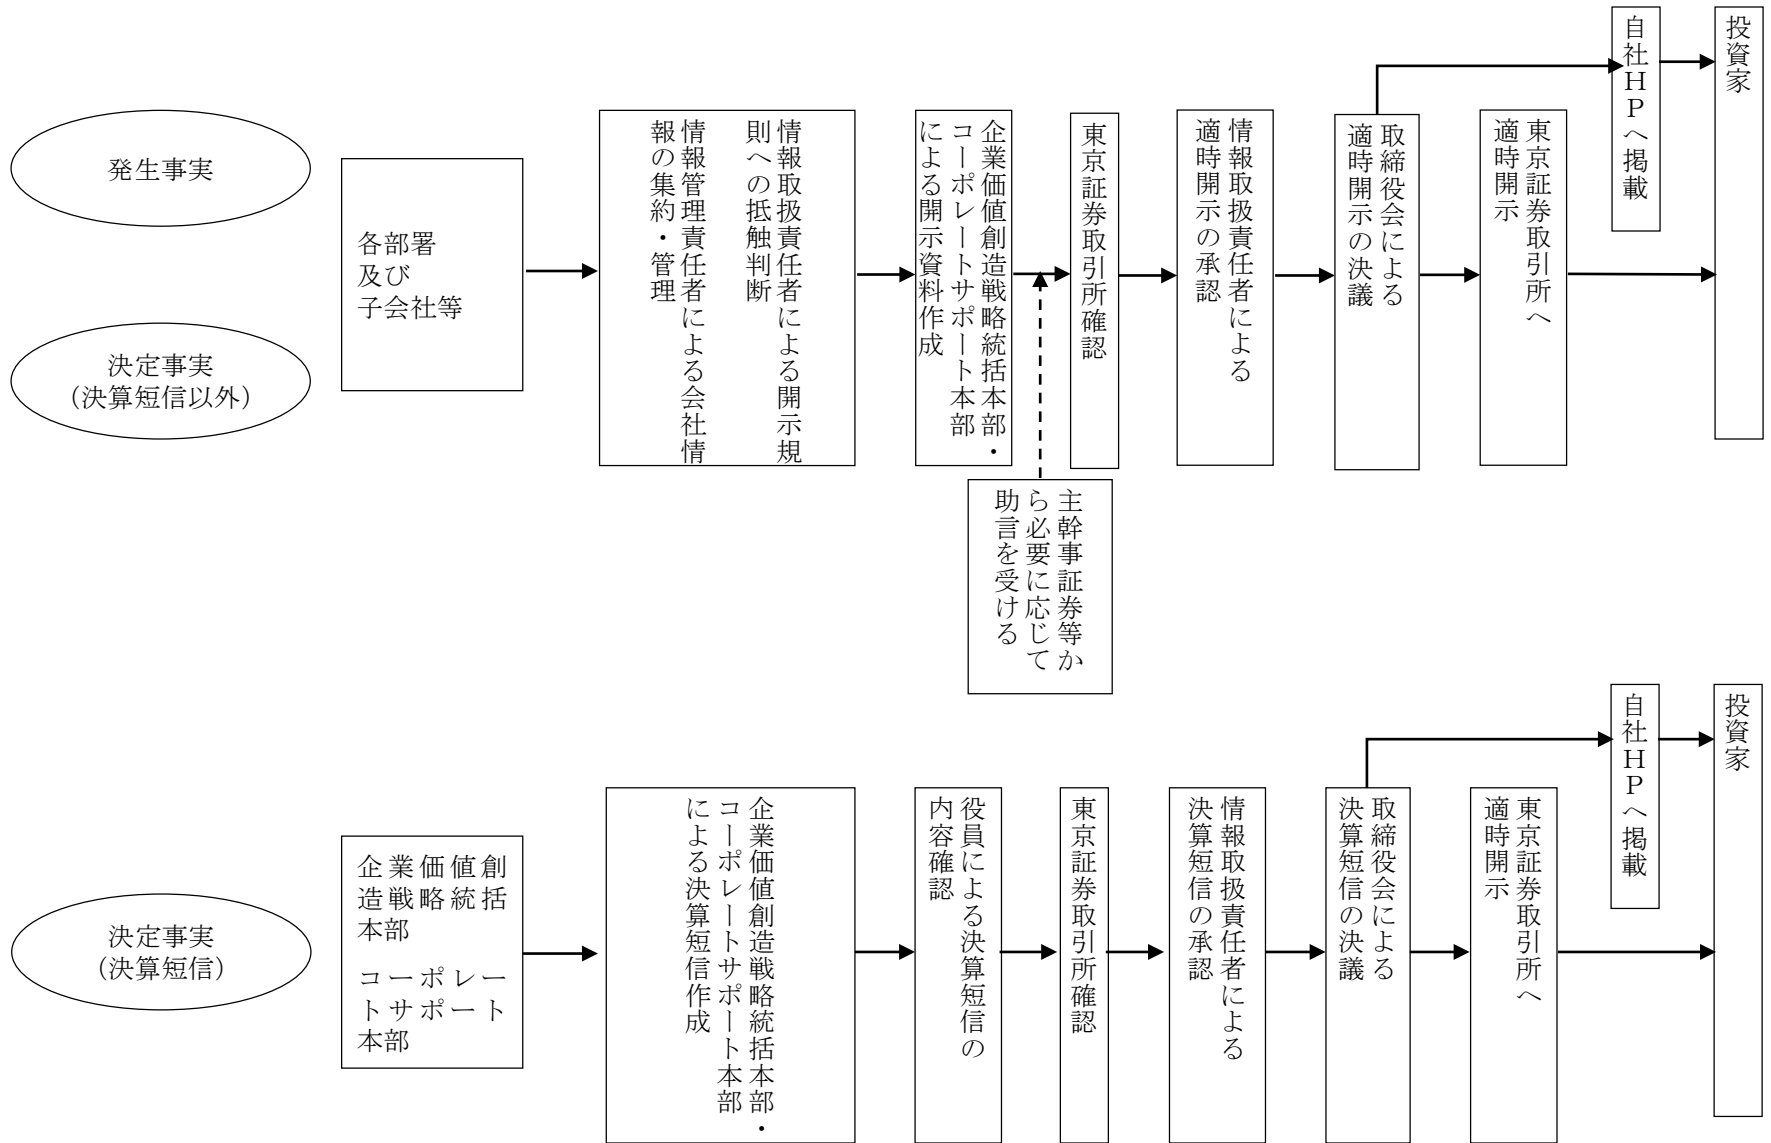 発生事実
決定事実
(決算短信以外)
各部署
及び
子会社等
情報取扱責任者による開示規
則への抵触判断
情報管理責任者による会社情
報の集約・管理
企業価値創造戦略統括本部・
コーポレートサポート本部
による開示資料作成
主幹事証券等か
ら必要に応じて
助言を受ける
東京証券取引所確認
情報取扱責任者による
適時開示の承認
取締役会による
適時開示の決議
東京証券取引所へ
適時開示
自社HPへ掲載
投資家
決定事実
(決算短信)
企業価値創
造戦略統括
本部
コーポレー
トサポート
本部
企業価値創造戦略統括本部・
コーポレートサポート本部
による決算短信作成
役員による決算短信の
内容確認
東京証券取引所確認
情報取扱責任者による
決算短信の承認
取締役会による
決算短信の決議
東京証券取引所へ
適時開示
自社HPへ掲載
投資家